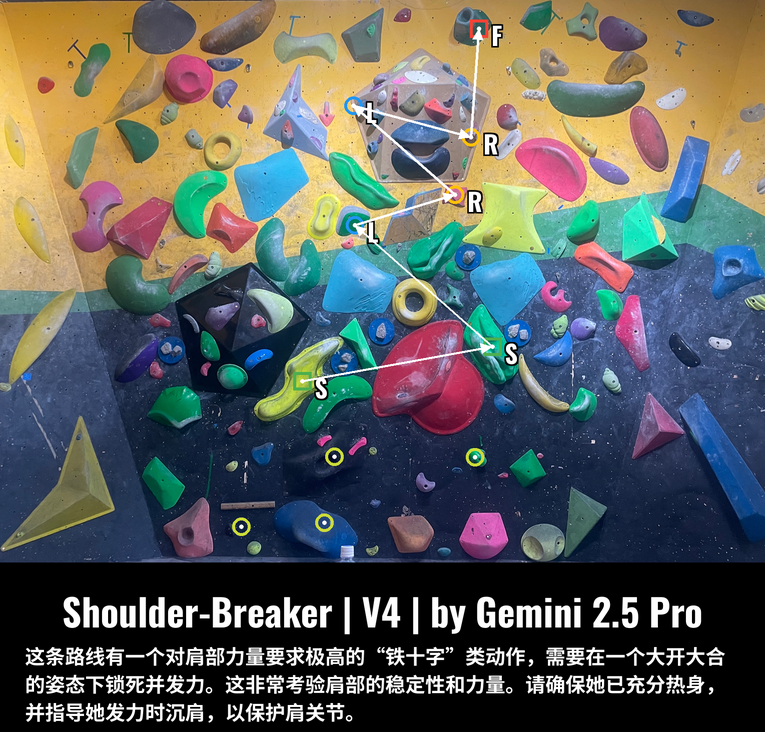 F
L
R
R
L
S
S
Shoulder-Breaker | V4 | by Gemini 2.5 Pro
这条路线有一个对肩部力量要求极高的“铁十字”类动作，需要在一个大开大合
的姿态下锁死并发力。这非常考验肩部的稳定性和力量。请确保她已充分热身，
并指导她发力时沉肩，以保护肩关节。